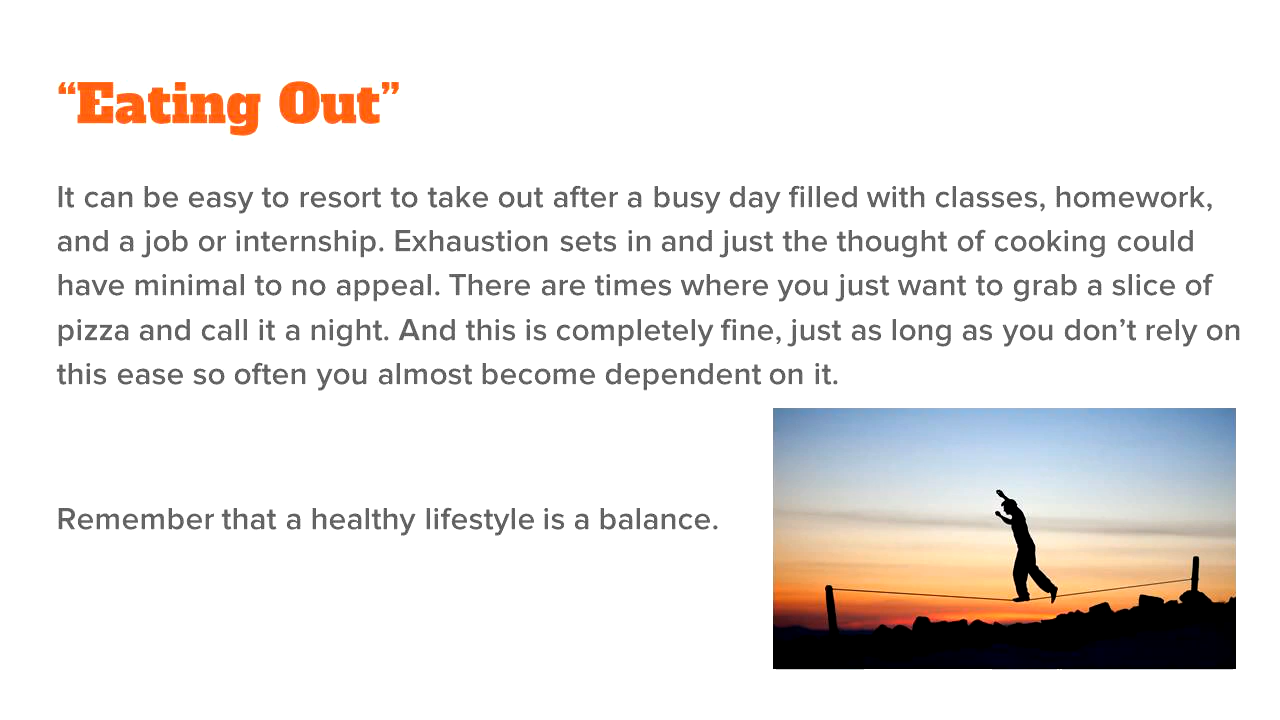 “Eating Out”
It can be easy to resort to take out after a busy day filled with classes, homework,
and a job or internship. Exhaustion sets in and just the thought of cooking could
have minimal to no appeal. There are times where you just want to grab a slice of
pizza and call it a night. And this is completely fine, just as long as you don’t rely on
this ease so often you almost become dependent on it.
Remember that a healthy lifestyle is a balance.